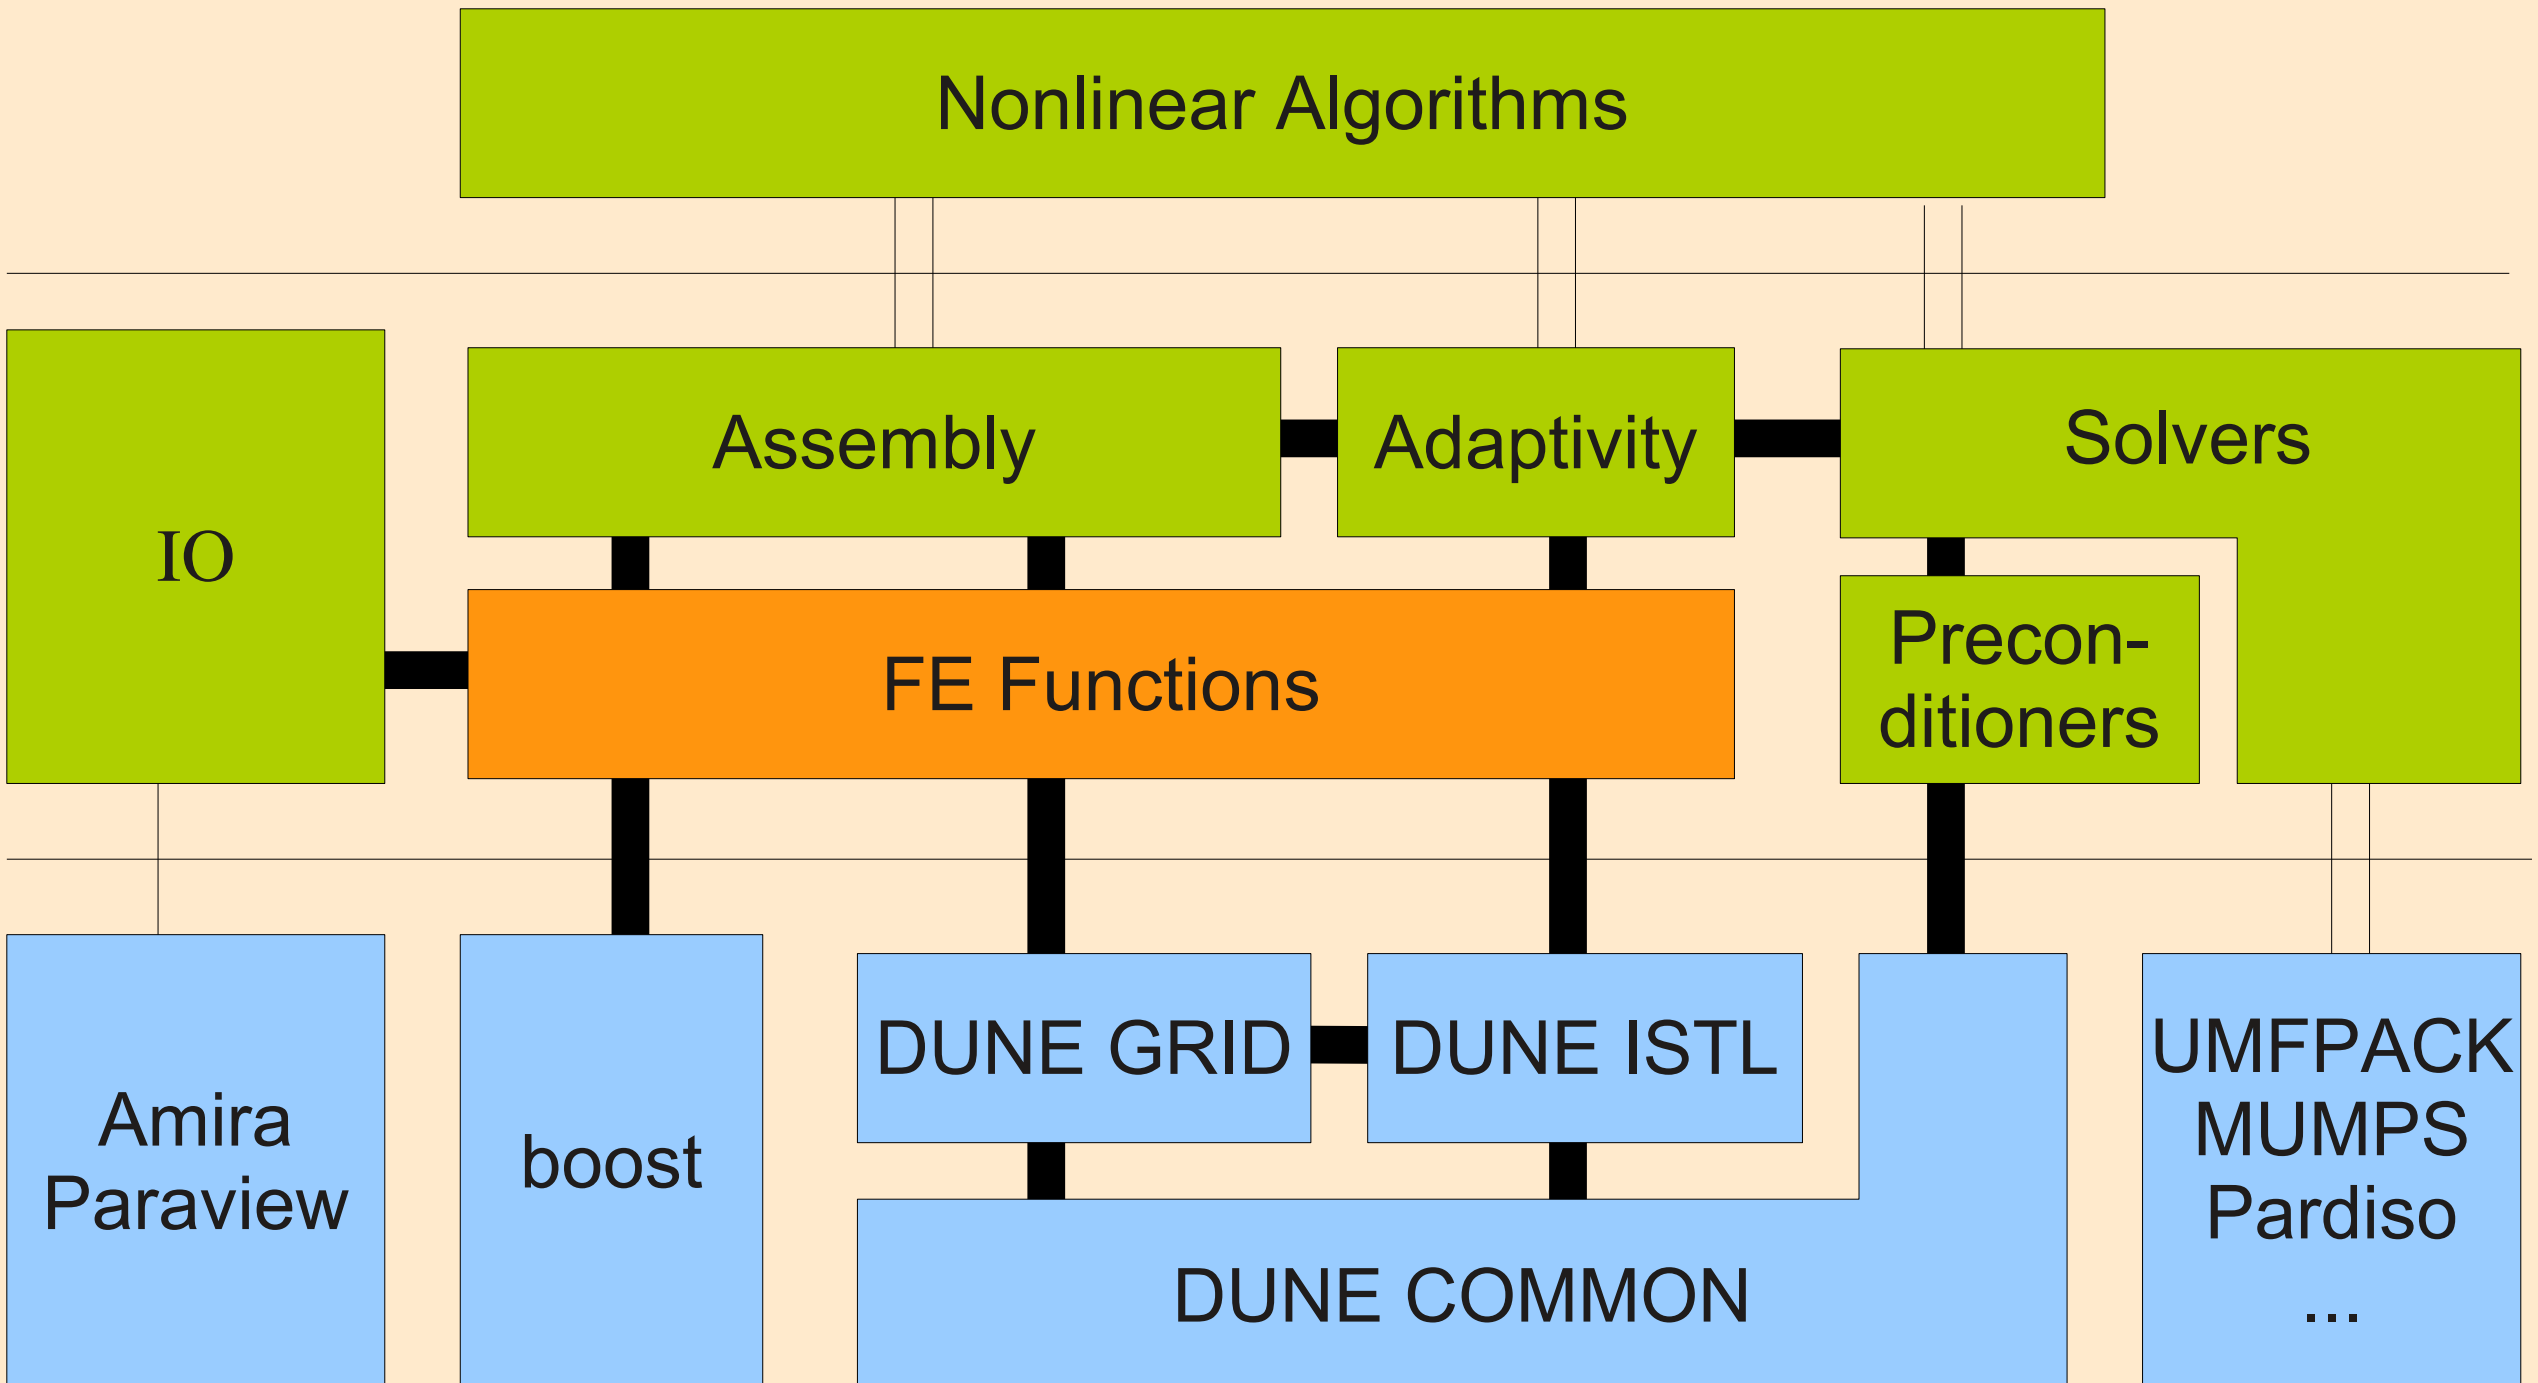 Nonlinear Algorithms
IO
Assembly
Adaptivity
Solvers
FE Functions
Precon-
ditioners
Amira
Paraview
boost
DUNE GRID
DUNE ISTL
DUNE COMMON
UMFPACK
MUMPS
Pardiso
...